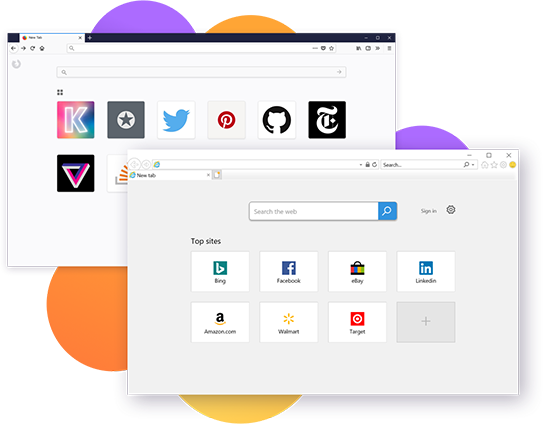 New Tab
K
T
New tab
Search...
Search the web
Sign in
Top sites
Bing
Facebook
eBay
Linkedin
Amazon.com
Walmart
Target